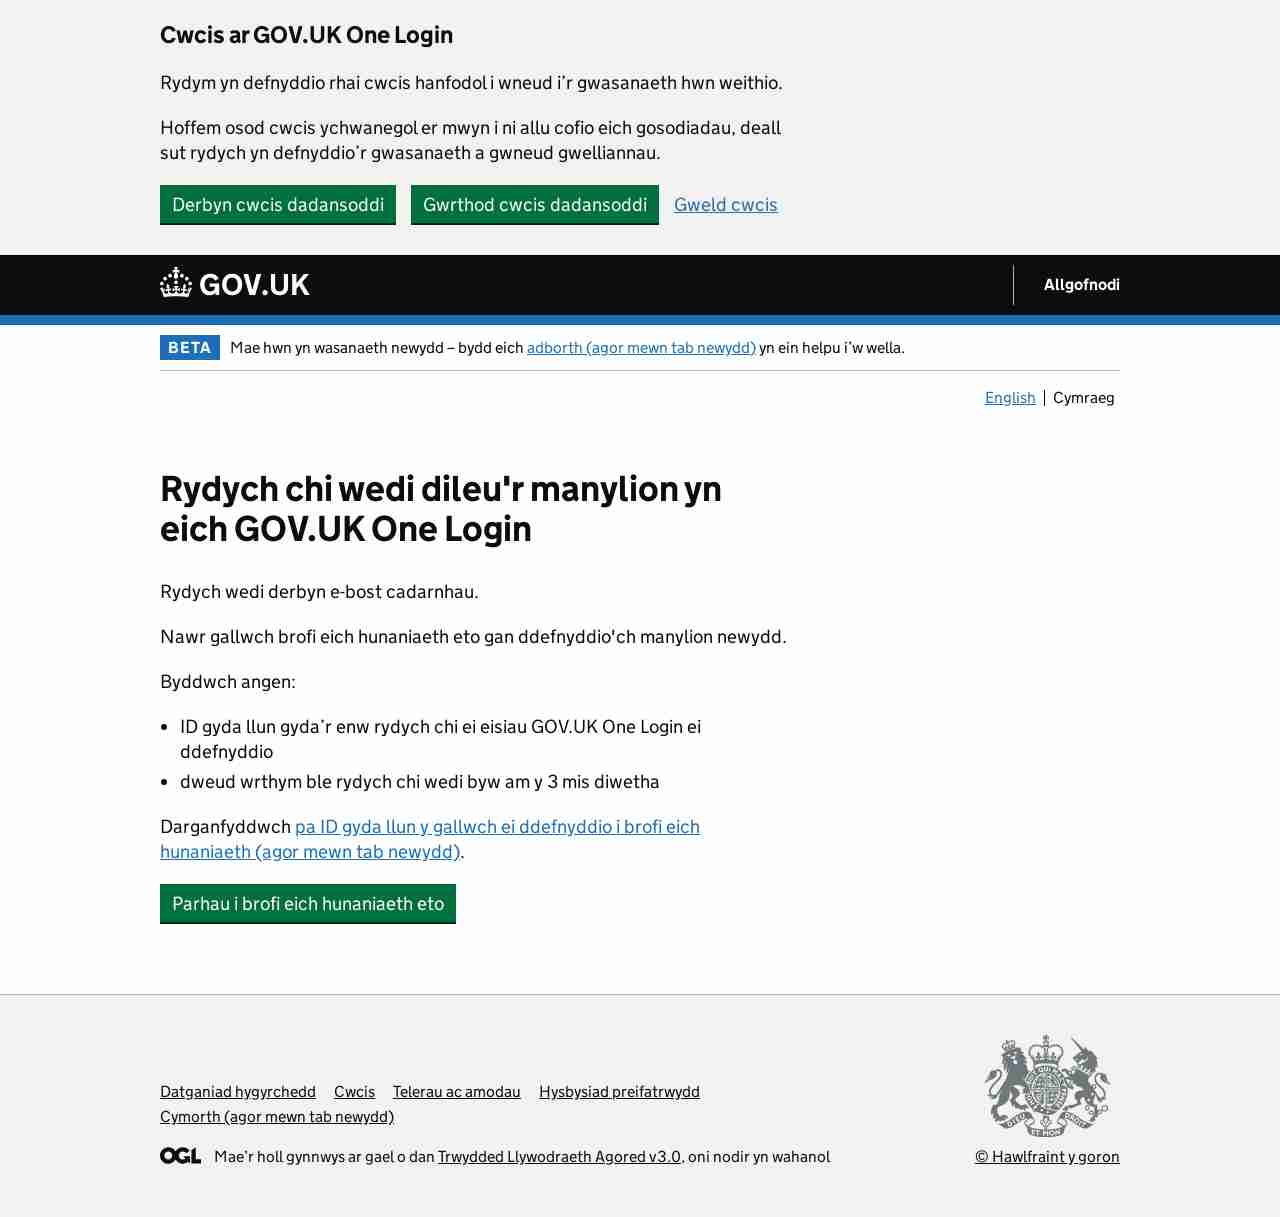 Cwcis ar GOV.UK One Login
Rydym yn defnyddio rhai cwcis hanfodol i wneud i’r gwasanaeth hwn weithio.
Hoffem osod cwcis ychwanegol er mwyn i ni allu cofio eich gosodiadau, deall
sut rydych yn defnyddio’r gwasanaeth a gwneud gwelliannau.
Derbyn cwcis dadansoddi Gwrthod cwcis dadansoddi Gweld cwcis
GOV.UK Allgofnodi
BETA Mae hwn yn wasanaeth newydd – bydd eich adborth (agor mewn tab newydd) yn ein helpu i’w wella.
English Cymraeg
Rydych chi wedi dileu'r manylion yn
eich GOV.UK One Login
Rydych wedi derbyn e-bost cadarnhau.
Nawr gallwch brofi eich hunaniaeth eto gan ddefnyddio'ch manylion newydd.
Byddwch angen:
• ID gyda llun gyda’r enw rydych chi ei eisiau GOV.UK One Login ei
ddefnyddio
• dweud wrthym ble rydych chi wedi byw am y 3 mis diwetha
Darganfyddwch pa ID gyda llun y gallwch ei ddefnyddio i brofi eich
hunaniaeth (agor mewn tab newydd).
Parhau i brofi eich hunaniaeth eto
Datganiad hygyrchedd Cwcis Telerau ac amodau Hysbysiad preifatrwydd
Cymorth (agor mewn tab newydd)
OGL Mae’r holl gynnwys ar gael o dan Trwydded Llywodraeth Agored v3.0, oni nodir yn wahanol
© Hawlfraint y goron